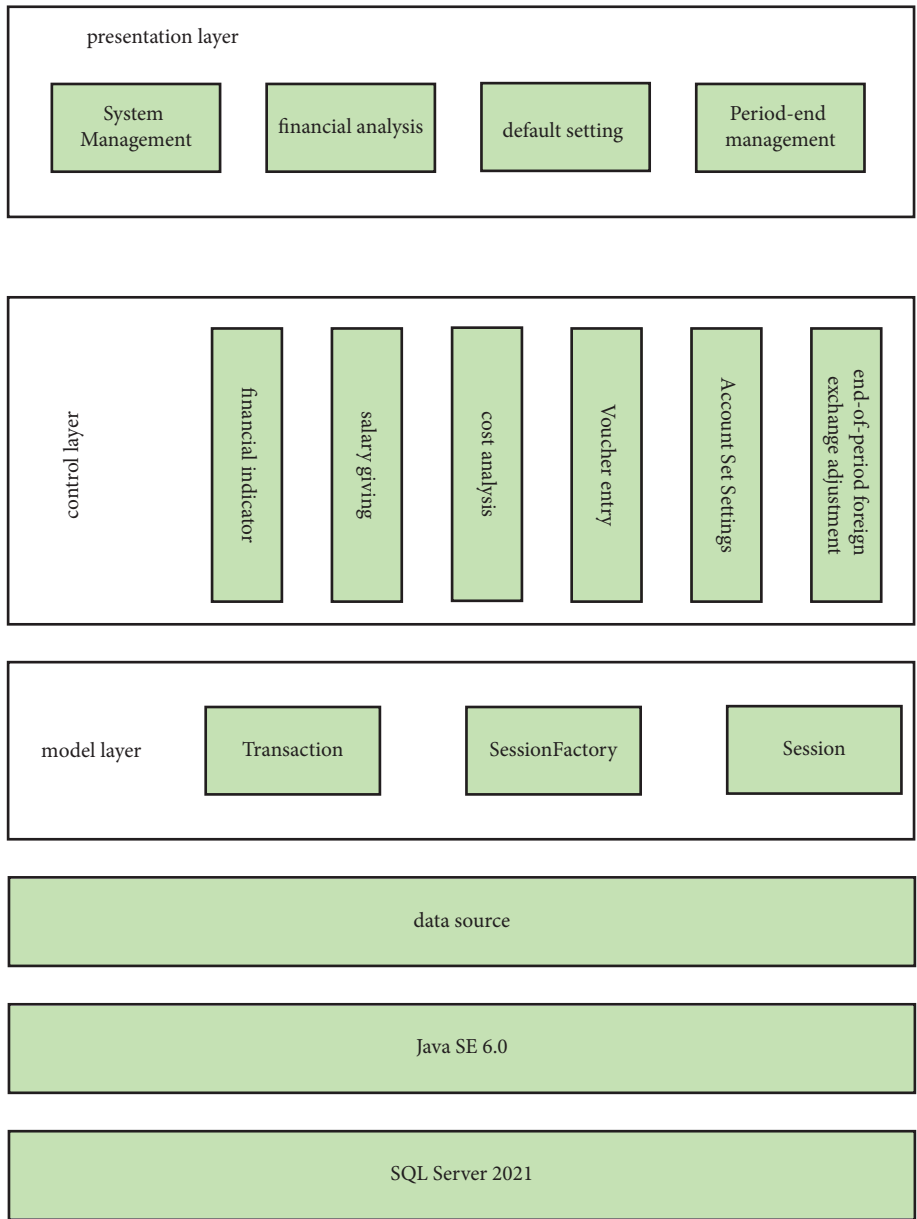 presentation layer
System
Management
financial analysis
default setting
Period-end
management
control layer
financial indicator
salary giving
cost analysis
Voucher entry
Account Set Settings
end-of-period foreign
exchange adjustment
model layer
Transaction
SessionFactory
Session
data source
Java SE 6.0
SQL Server 2021